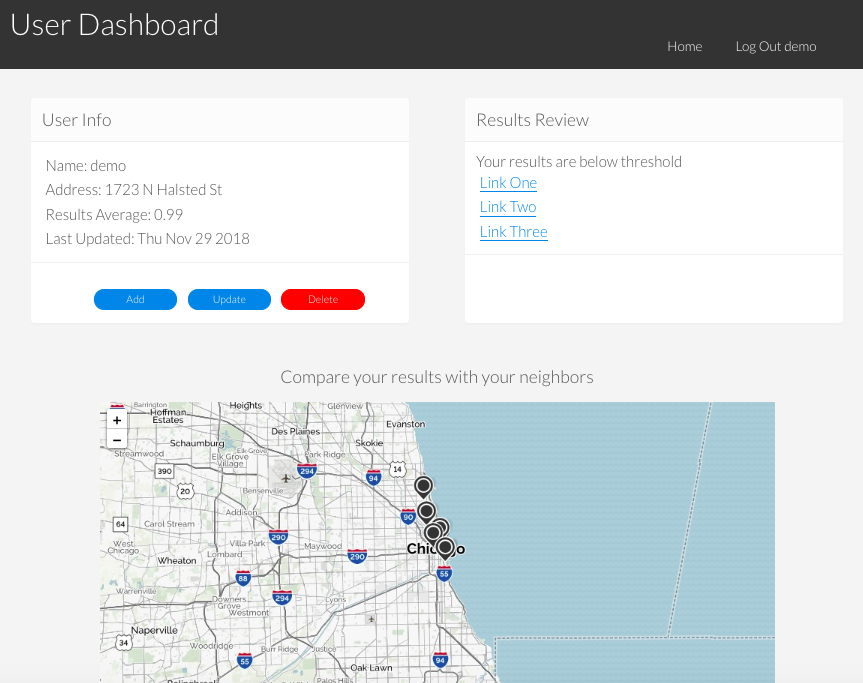 User Dashboard
Home
Log Out demo
User Info
Name: demo
Address: 1723 N Halsted St
Results Average: 0.99
Last Updated: Thu Nov 29 2018
Add
Update
Delete
Results Review
Your results are below threshold
Link One
Link Two
Link Three
Compare your results with your neighbors
+
−
Barrington
Hoffman
Estates
Heights
Glenview
Evanston
Des Plaines
Skokie
Schaumburg
Streamwood
Elk Grove
Village
Elk Grove
Park Ridge
294
94
14
390
20
Bensenville
Addison
90
64
Carol Stream
West
Chicago
Villa Park
290
Lombard
Maywood
290
Wheaton
88
55
Warrenville
Downers
Grove
294
Westmont
Lyons
Naperville
34
Woodridge
Burr Ridge
Justice
55
94
Oak Lawn
Palos Hills